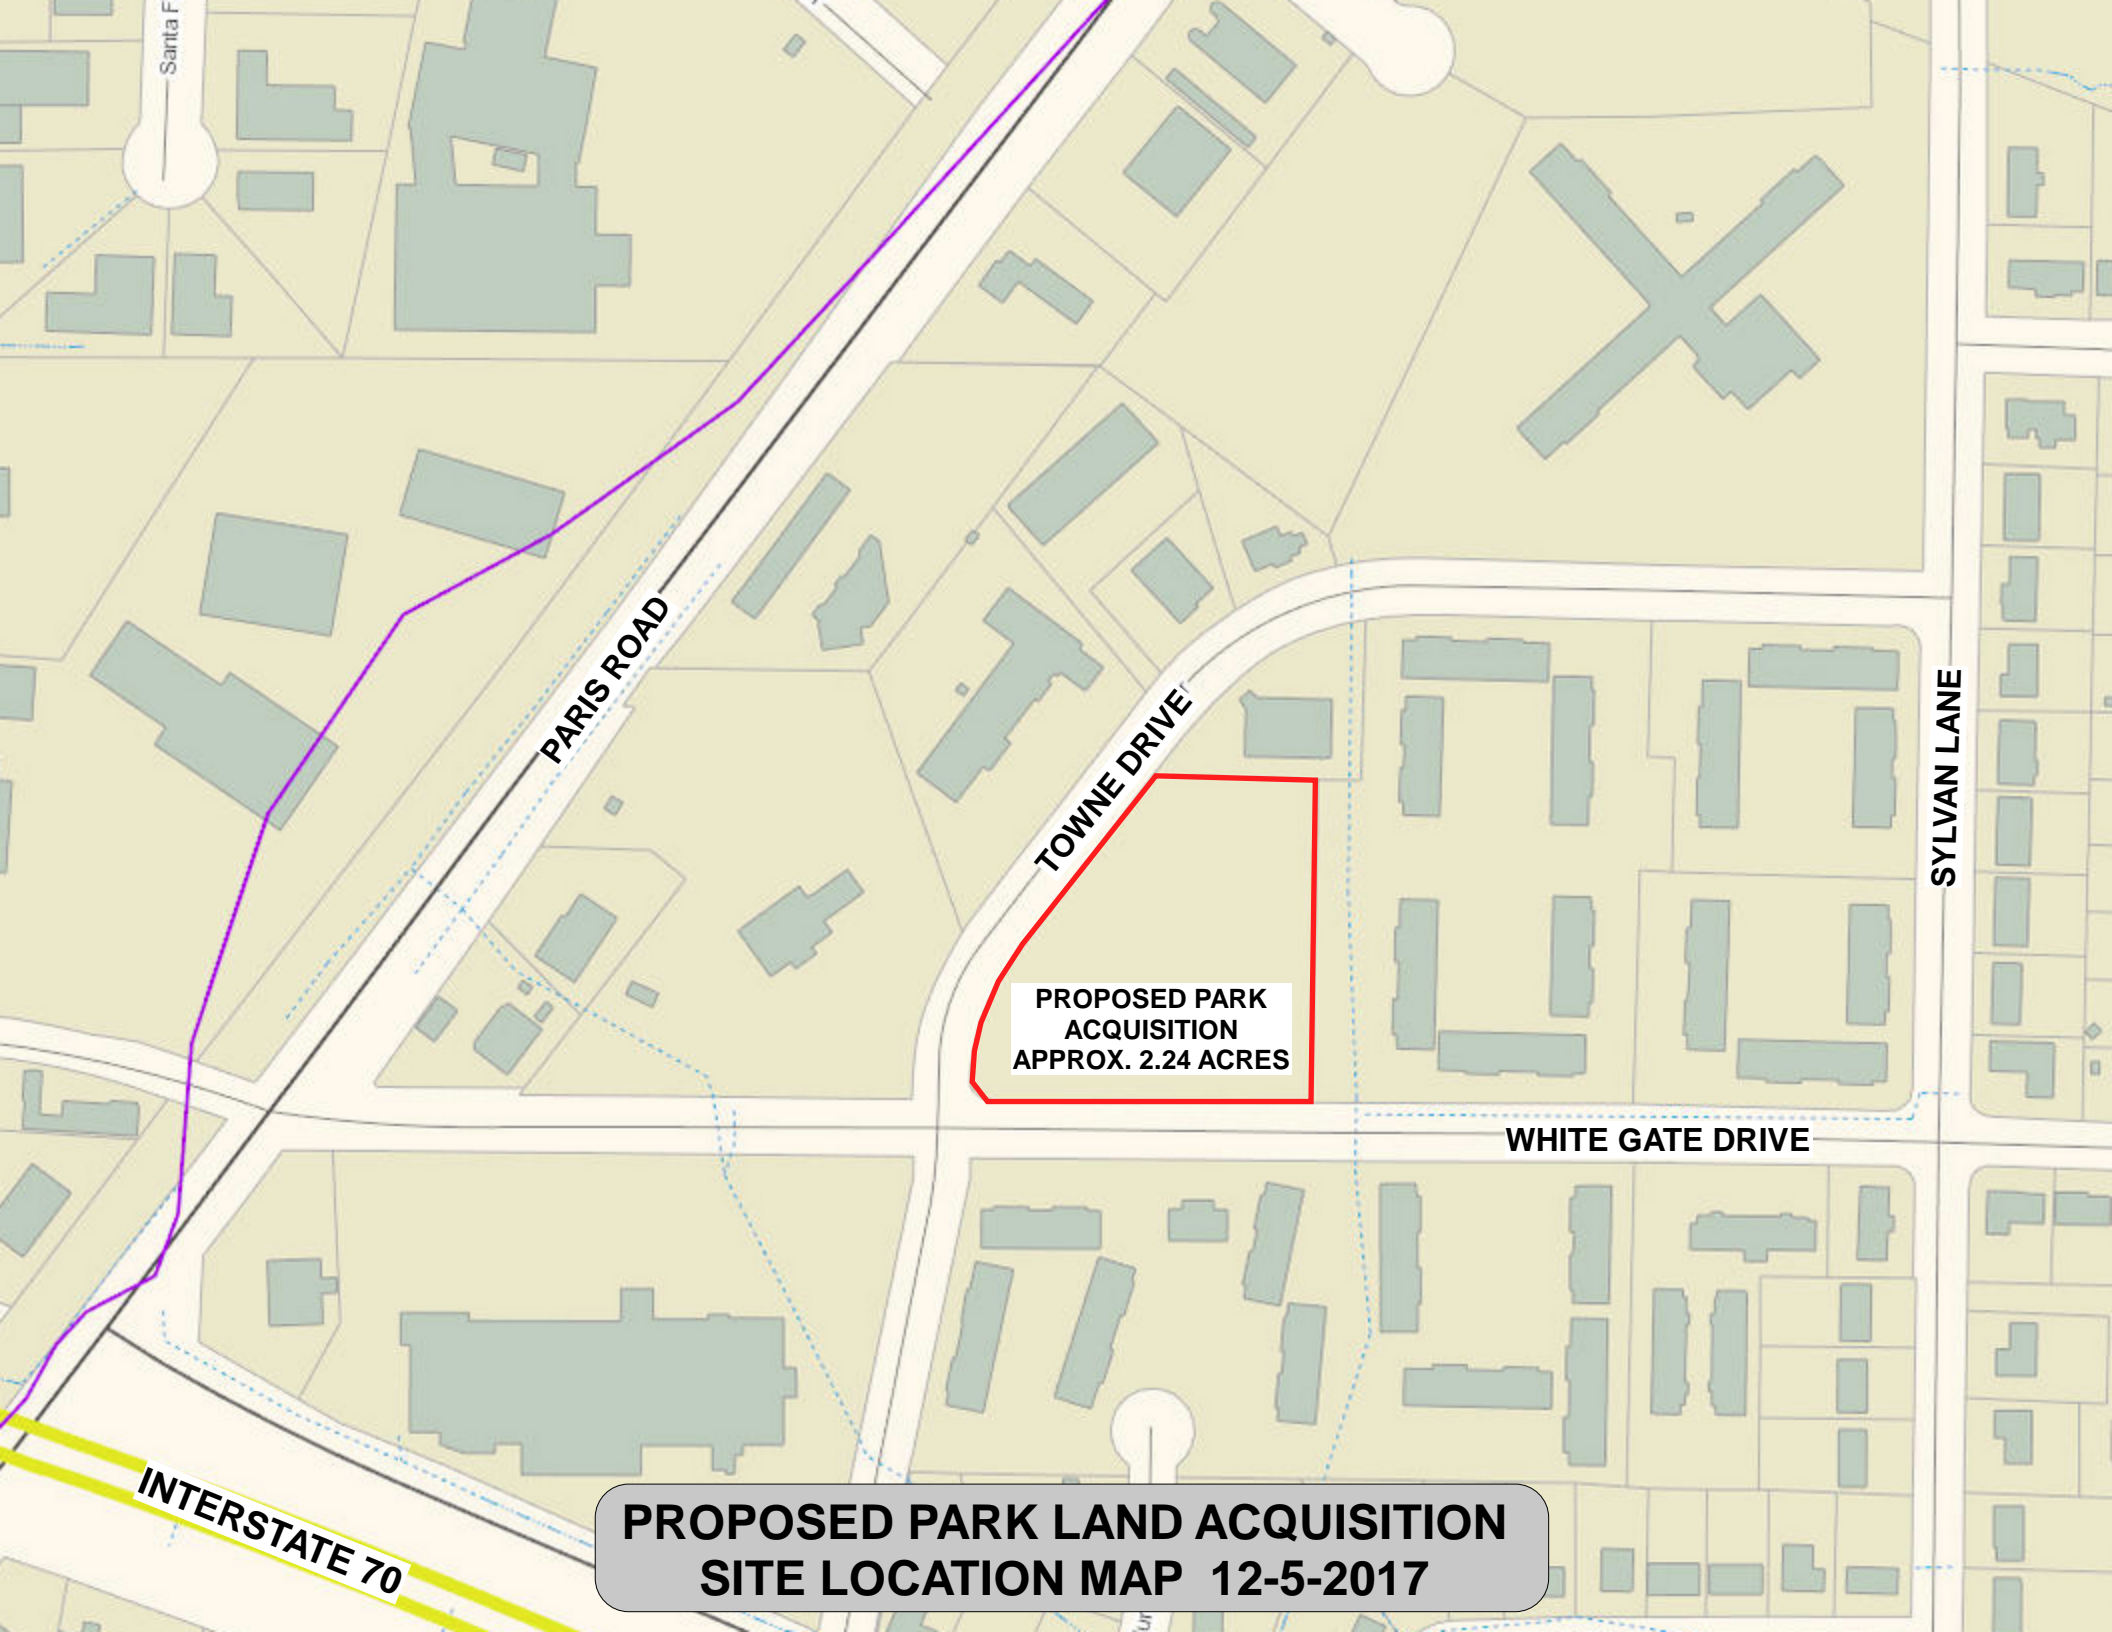 Santa F
PARIS ROAD
TOWNE DRIVE
SYLVAN LANE
PROPOSED PARK
ACQUISITION
APPROX. 2.24 ACRES
WHITE GATE DRIVE
INTERSTATE 70
PROPOSED PARK LAND ACQUISITION
SITE LOCATION MAP 12-5-2017